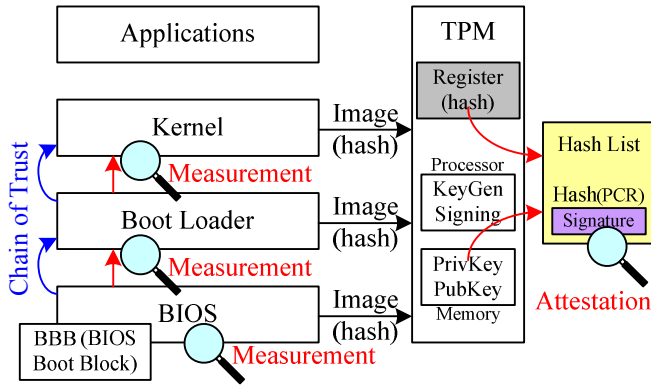 Applications
TPM
Register
(hash)
Kernel
Image
(hash)
Hash List
Measurement
Chain of Trust
Processor
KeyGen
Signing
Hash(PCR)
Signature
Boot Loader
Image
(hash)
Measurement
PrivKey
PubKey
Memory
Attestation
BIOS
Image
(hash)
BBB (BIOS
Boot Block)
Measurement